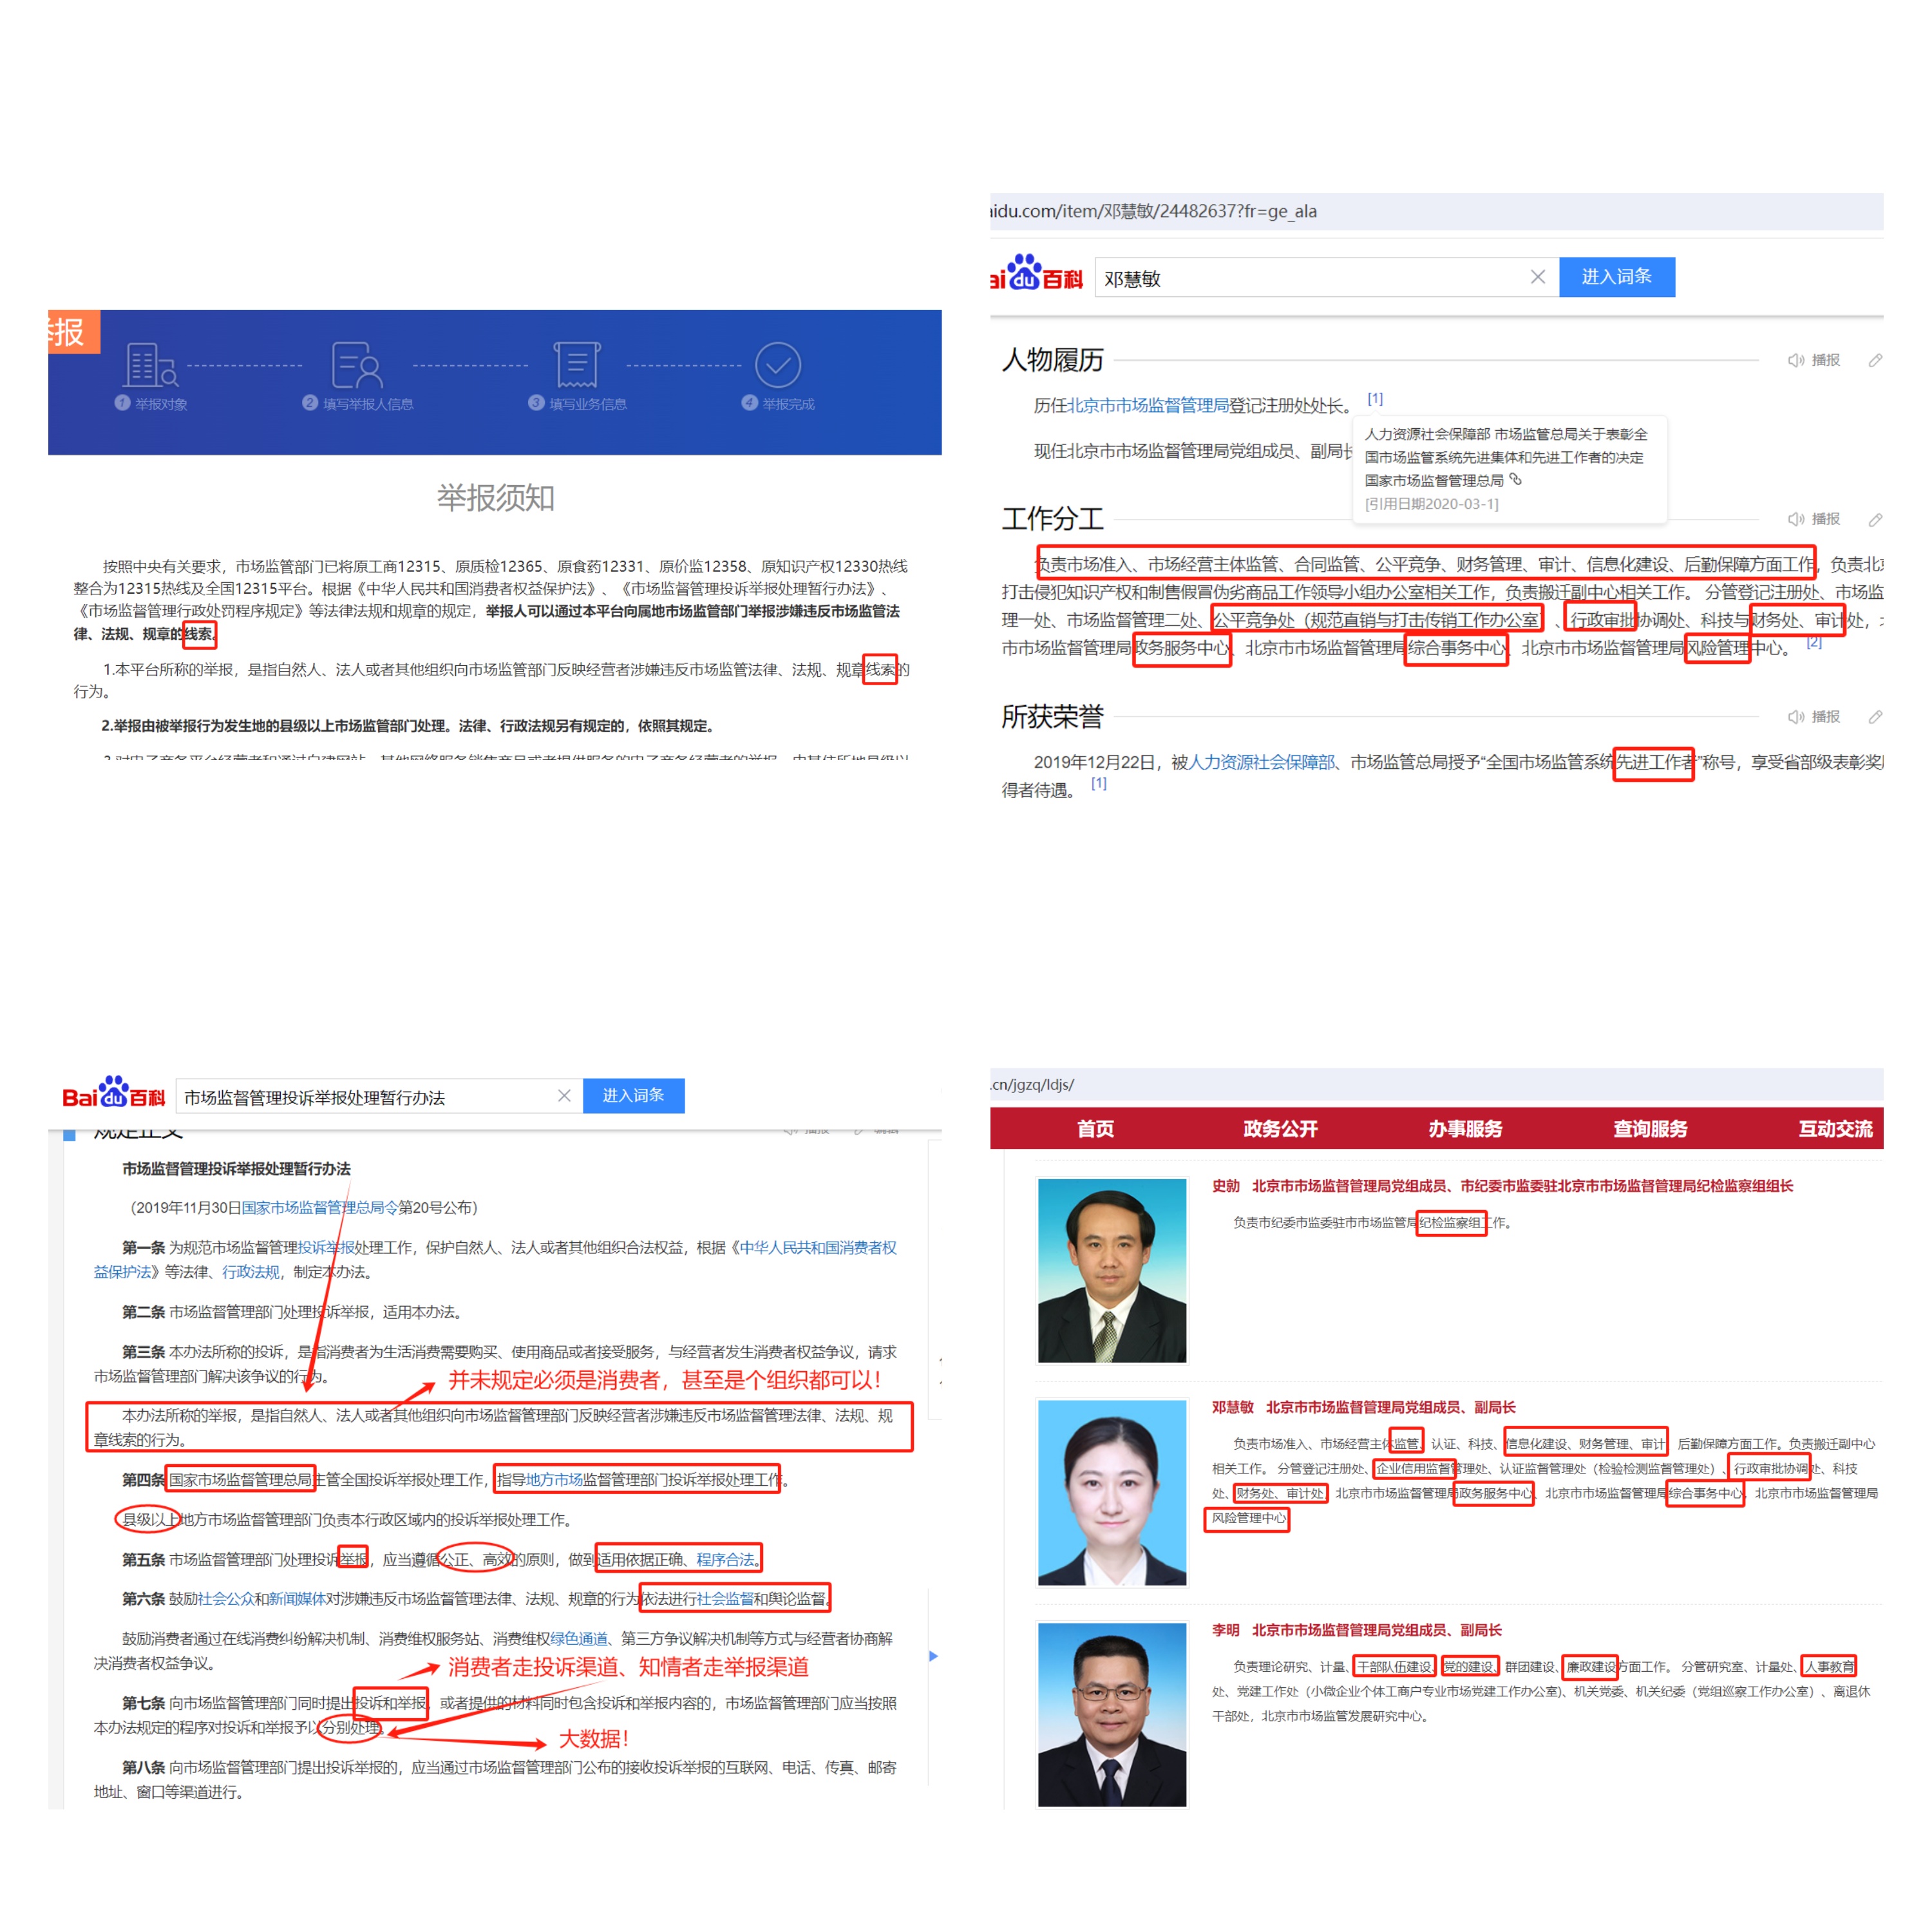 举报
1 举报对象
2 填写举报人信息
3 填写业务信息
4 举报完成
举报须知
按照中央有关要求，市场监管部门已将原工商12315、原质检12365、原食药12331、原价监12358、原知识产权12330热线
整合为12315热线及全国12315平台。根据《中华人民共和国消费者权益保护法》、《市场监督管理投诉举报处理暂行办法》、
《市场监督管理行政处罚程序规定》等法律法规和规章的规定，举报人可以通过本平台向属地市场监管部门举报涉嫌违反市场监管法
律、法规、规章的线索。
1.本平台所称的举报，是指自然人、法人或者其他组织向市场监管部门反映经营者涉嫌违反市场监管法律、法规、规章线索的
行为。
2.举报由被举报行为发生地的县级以上市场监管部门处理。法律、行政法规另有规定的，依照其规定。
aidu.com/item/邓慧敏/24482637?fr=ge_ala
ai du 百科
邓慧敏
进入词条
人物履历
播报
历任北京市市场监督管理局登记注册处处长。 [1]
现任北京市市场监督管理局党组成员、副局长
人力资源社会保障部 市场监管总局关于表彰全
国市场监管系统先进集体和先进工作者的决定
国家市场监督管理总局
[引用日期2020-03-1]
工作分工
播报
负责市场准入、市场经营主体监管、合同监管、公平竞争、财务管理、审计、信息化建设、后勤保障方面工作，负责北
打击侵犯知识产权和制售假冒伪劣商品工作领导小组办公室相关工作，负责搬迁副中心相关工作。 分管登记注册处、市场监
理一处、市场监督管理二处、公平竞争处（规范直销与打击传销工作办公室）、行政审批协调处、科技与财务处、审计处，
市市场监督管理局政务服务中心、北京市市场监督管理局综合事务中心、北京市市场监督管理局风险管理中心。 [2]
所获荣誉
播报
2019年12月22日，被人力资源社会保障部、市场监管总局授予“全国市场监管系统先进工作者”称号，享受省部级表彰奖
得者待遇。 [1]
Bai du 百科
市场监督管理投诉举报处理暂行办法
进入词条
规定正文
播报
编辑
市场监督管理投诉举报处理暂行办法
（2019年11月30日国家市场监督管理总局令第20号公布）
第一条 为规范市场监督管理投诉举报处理工作，保护自然人、法人或者其他组织合法权益，根据《中华人民共和国消费者权
益保护法》等法律、行政法规，制定本办法。
第二条 市场监督管理部门处理投诉举报，适用本办法。
第三条 本办法所称的投诉，是指消费者为生活消费需要购买、使用商品或者接受服务，与经营者发生消费者权益争议，请求
市场监督管理部门解决该争议的行为。
并未规定必须是消费者，甚至是个组织都可以！
本办法所称的举报，是指自然人、法人或者其他组织向市场监督管理部门反映经营者涉嫌违反市场监督管理法律、法规、规
章线索的行为。
第四条 国家市场监督管理总局主管全国投诉举报处理工作，指导地方市场监督管理部门投诉举报处理工作。
县级以上地方市场监督管理部门负责本行政区域内的投诉举报处理工作。
第五条 市场监督管理部门处理投诉举报，应当遵循公正、高效的原则，做到适用依据正确、程序合法。
第六条 鼓励社会公众和新闻媒体对涉嫌违反市场监督管理法律、法规、规章的行为依法进行社会监督和舆论监督。
鼓励消费者通过在线消费纠纷解决机制、消费维权服务站、消费维权绿色通道、第三方争议解决机制等方式与经营者协商解
决消费者权益争议。
消费者走投诉渠道、知情者走举报渠道
第七条 向市场监督管理部门同时提出投诉和举报，或者提供的材料同时包含投诉和举报内容的，市场监督管理部门应当按照
本办法规定的程序对投诉和举报予以分别处理。
大数据！
第八条 向市场监督管理部门提出投诉举报的，应当通过市场监督管理部门公布的接收投诉举报的互联网、电话、传真、邮寄
地址、窗口等渠道进行。
.cn/jgzq/ldjs/
首页 政务公开 办事服务 查询服务 互动交流
史勍 北京市市场监督管理局党组成员、市纪委市监委驻北京市市场监督管理局纪检监察组组长
负责市纪委市监委驻市市场监管局纪检监察组工作。
邓慧敏 北京市市场监督管理局党组成员、副局长
负责市场准入、市场经营主体监管、认证、科技、信息化建设、财务管理、审计、后勤保障方面工作。负责搬迁副中心
相关工作。 分管登记注册处、企业信用监督管理处、认证监督管理处（检验检测监督管理处）、行政审批协调处、科技
处、财务处、审计处，北京市市场监督管理局政务服务中心、北京市市场监督管理局综合事务中心、北京市市场监督管理局
风险管理中心
李明 北京市市场监督管理局党组成员、副局长
负责理论研究、计量、干部队伍建设、党的建设、群团建设、廉政建设方面工作。 分管研究室、计量处、人事教育
处、党建工作处（小微企业个体工商户专业市场党建工作办公室）、机关党委、机关纪委（党组巡察工作办公室）、离退休
干部处，北京市市场监管发展研究中心。